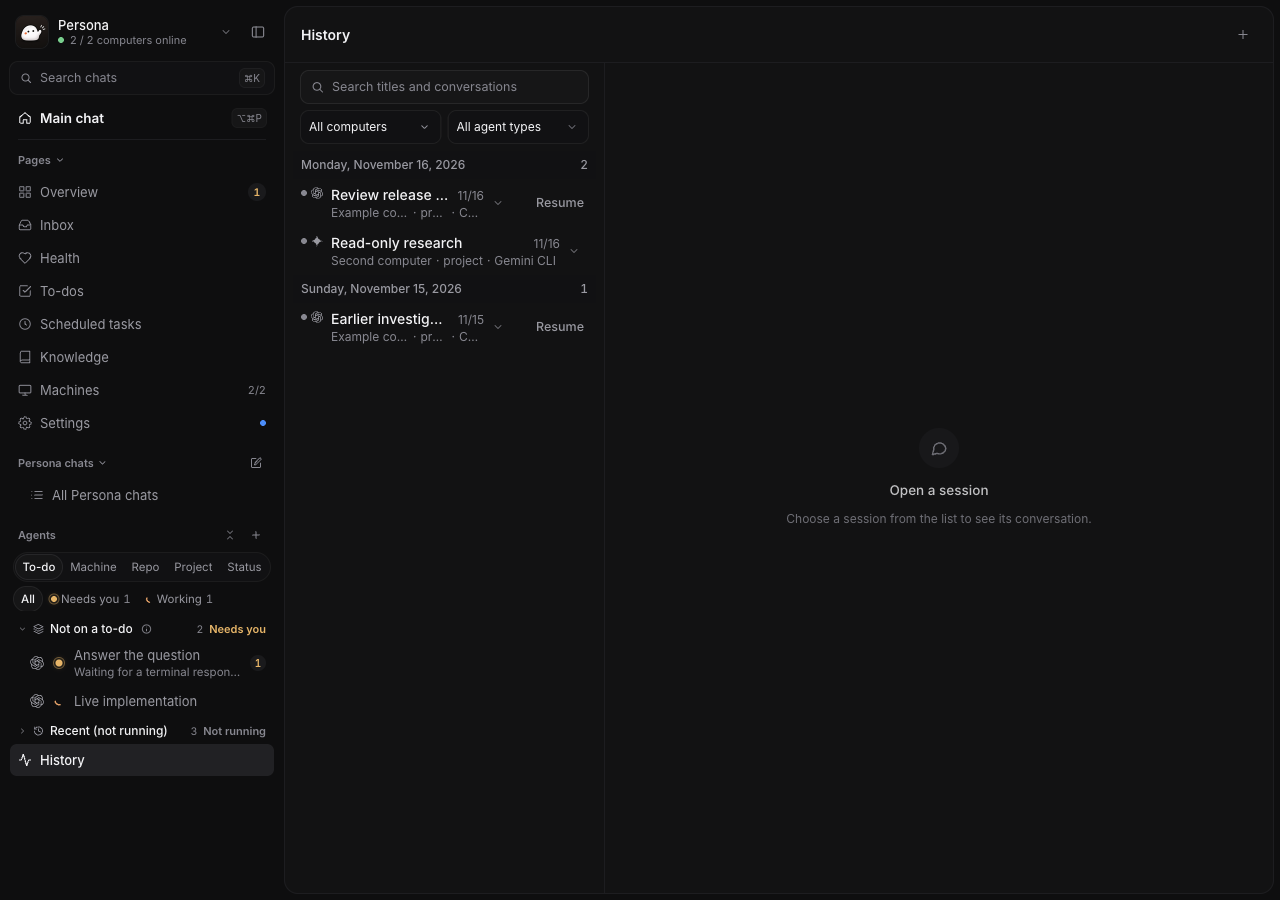 Persona
2 / 2 computers online
Search chats ⌘K
Main chat ⌥⌘P
Pages
Overview 1
Inbox
Health
To-dos
Scheduled tasks
Knowledge
Machines 2/2
Settings
Persona chats
All Persona chats
Agents
To-do Machine Repo Project Status
All Needs you 1 Working 1
Not on a to-do 2 Needs you
Answer the question 1
Waiting for a terminal respon...
Live implementation
Recent (not running) 3 Not running
History
History
Search titles and conversations
All computers All agent types
Monday, November 16, 2026 2
Review release ... 11/16 Resume
Example co... · pr... · C...
Read-only research 11/16
Second computer · project · Gemini CLI
Sunday, November 15, 2026 1
Earlier investig... 11/15 Resume
Example co... · pr... · C...
Open a session
Choose a session from the list to see its conversation.